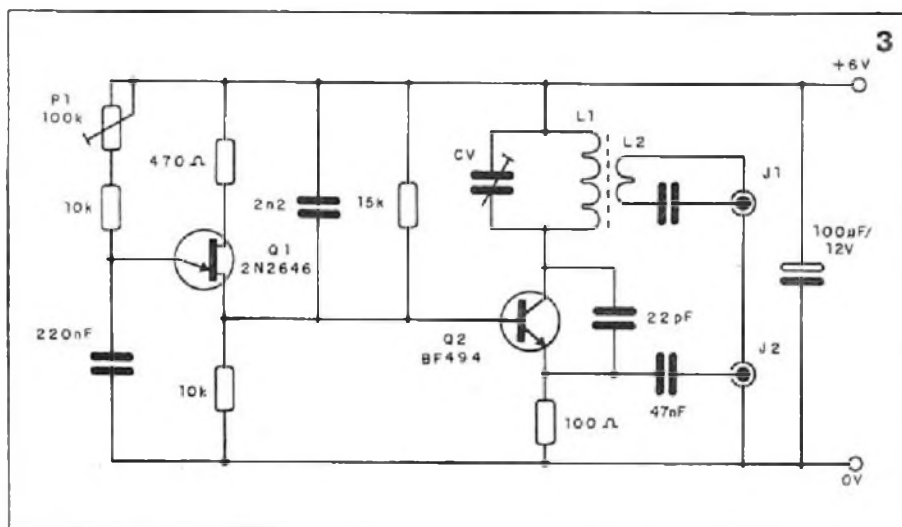 3
+6V
P1
100k
470Ω
10k
2n2
15k
CV
L1
L2
J1
100µF/
12V
Q1
2N2646
220nF
10k
Q2
BF494
22pF
J2
47nF
100Ω
0V